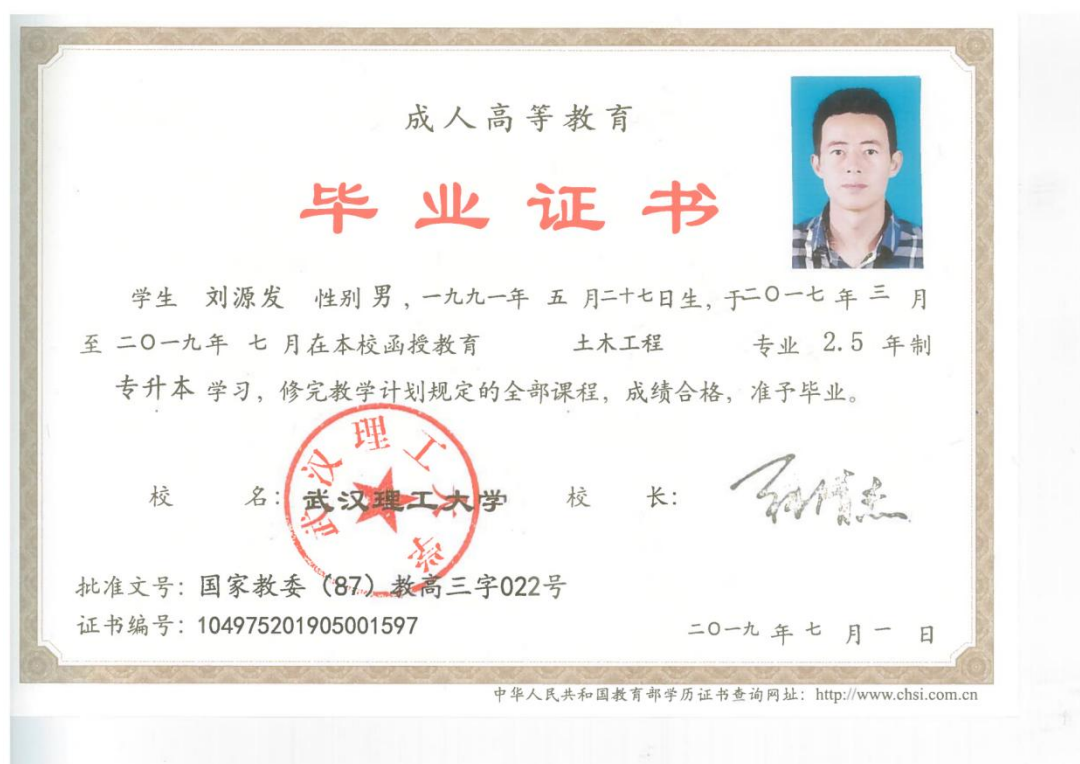 成人高等教育
毕业证书
学生 刘源发 性别 男，一九九一年 五 月二十七日生，于二〇一七 年 三 月
至 二〇一九年 七 月在本校函授教育 土木工程 专业 2.5 年制
专升本 学习，修完教学计划规定的全部课程，成绩合格，准予毕业。
武汉理工大学
校 名：武汉理工大学 校 长：
批准文号：国家教委（87）教高三字022号
证书编号：104975201905001597
二〇一九 年 七 月 一 日
中华人民共和国教育部学历证书查询网址：http://www.chsi.com.cn